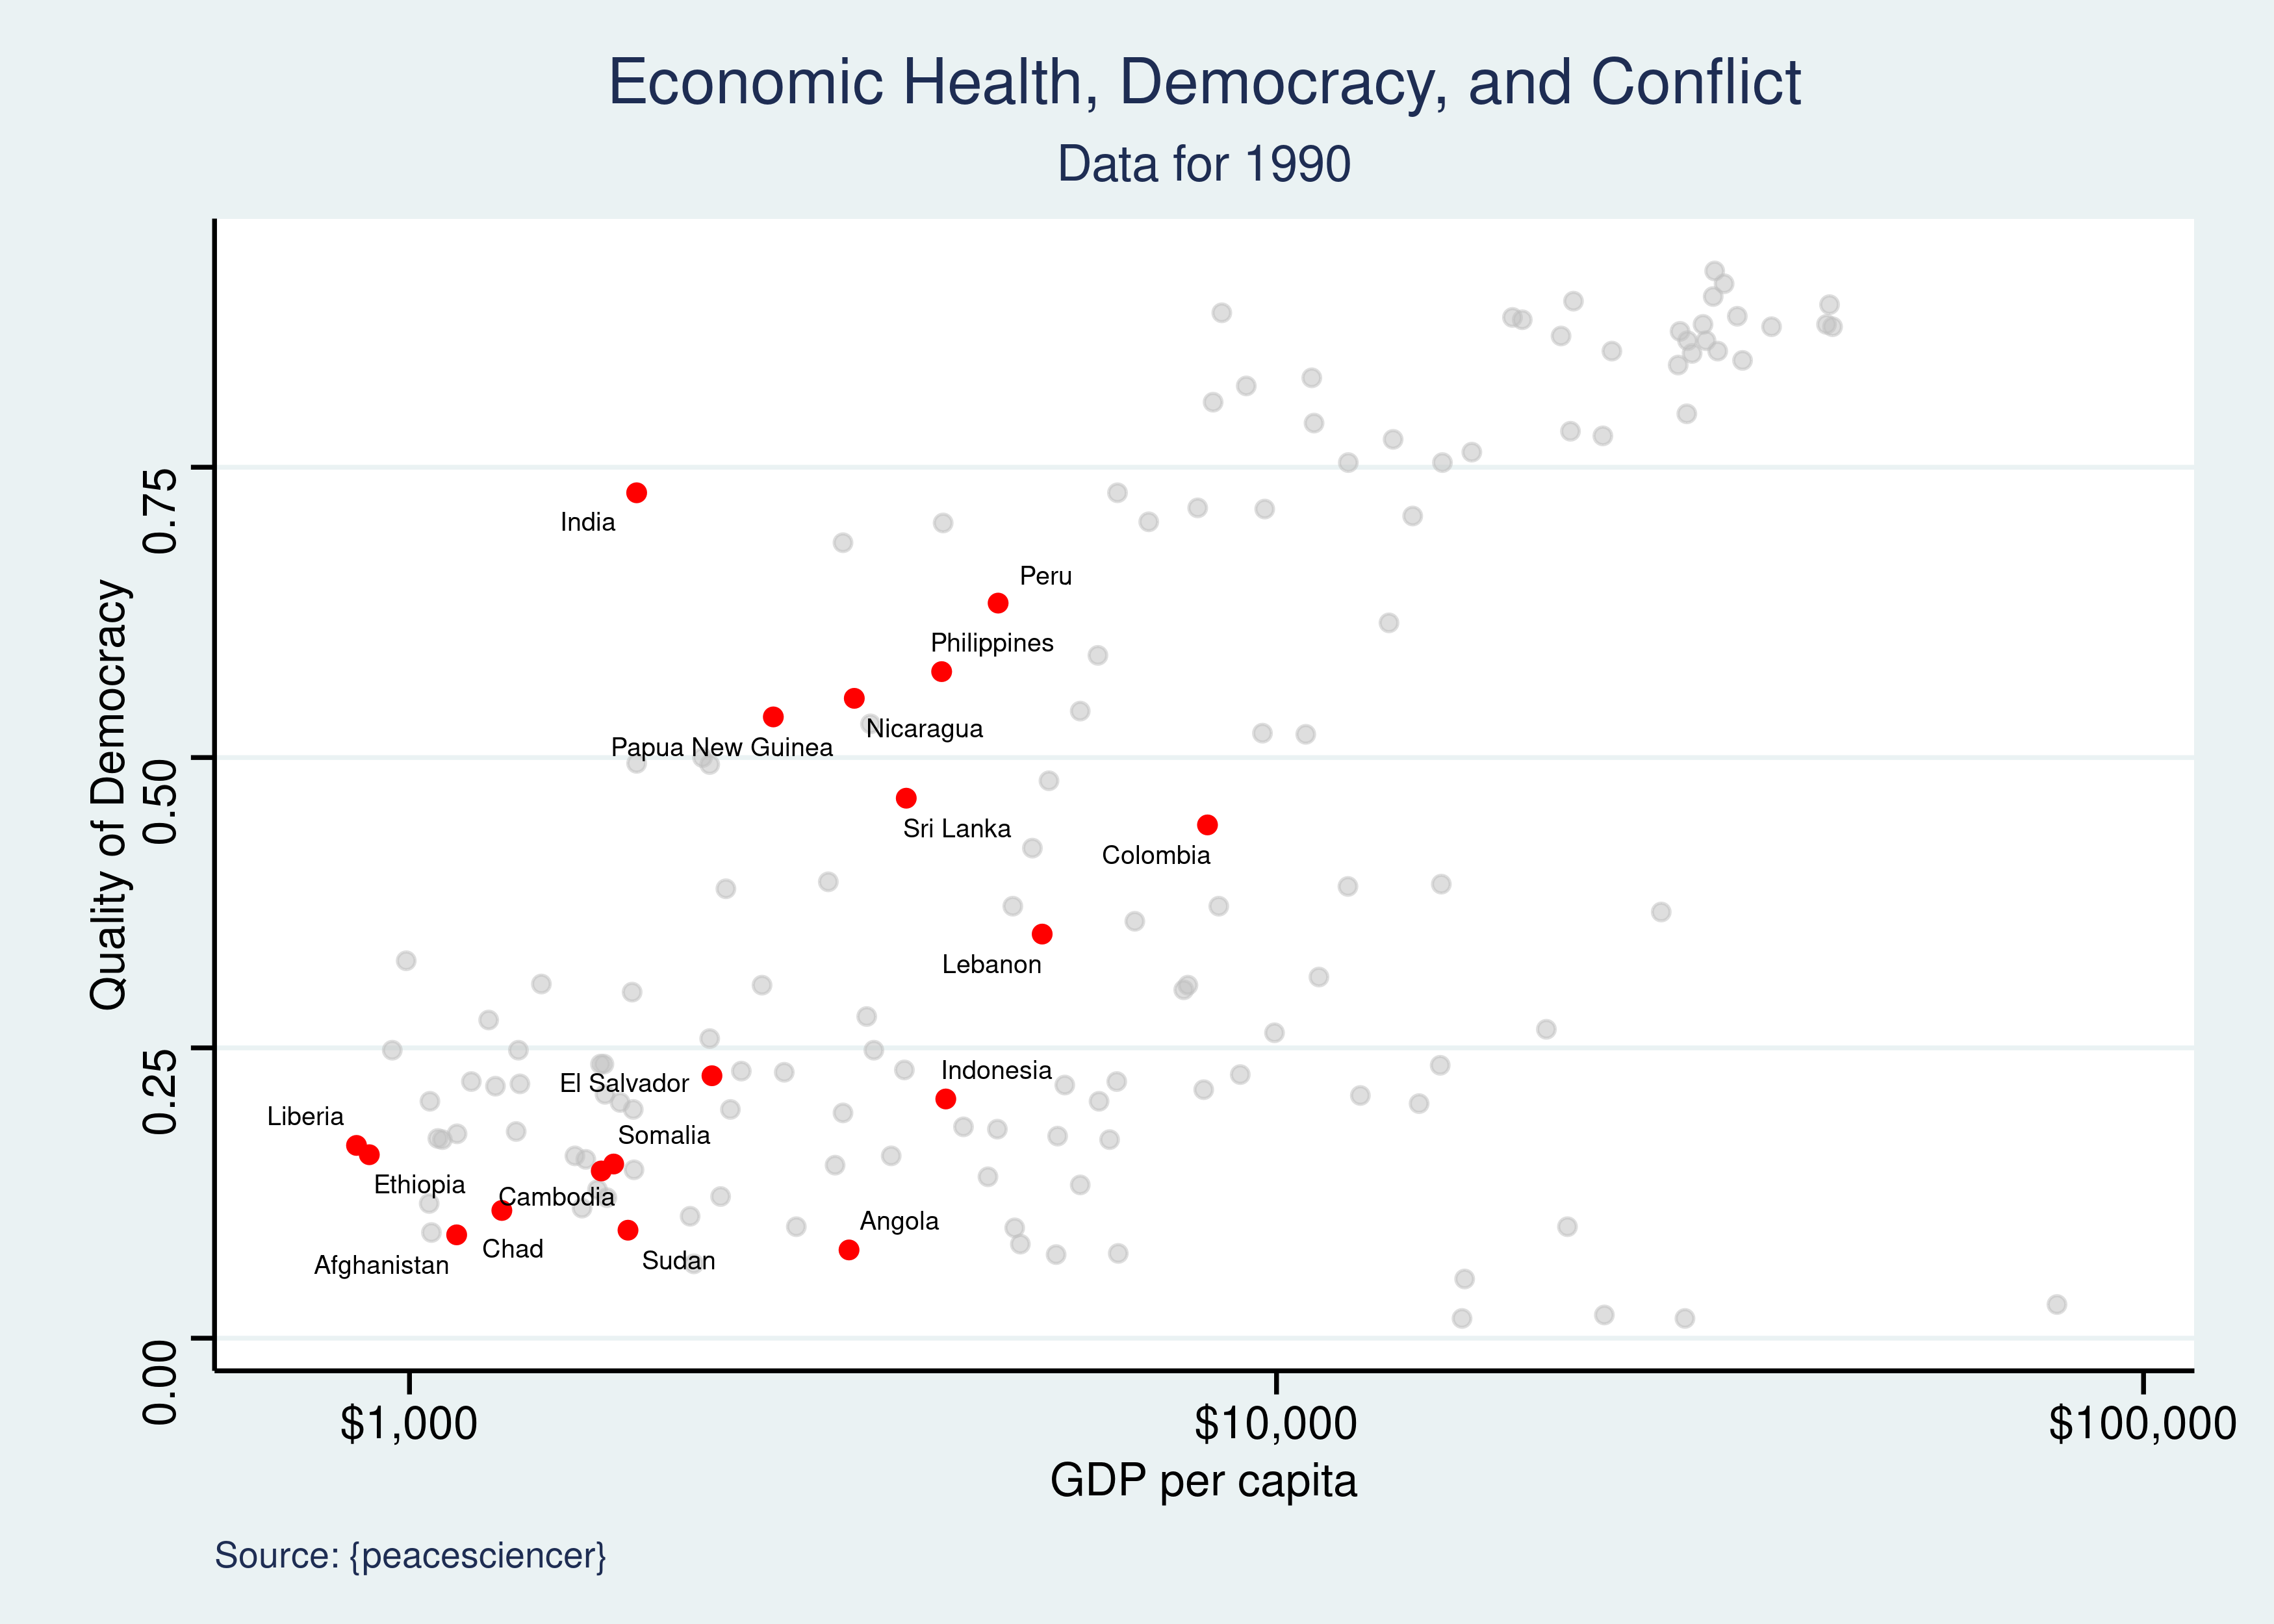 Economic Health, Democracy, and Conflict
Data for 1990
Quality of Democracy
0.75
0.50
0.25
0.00
India
Peru
Philippines
Nicaragua
Papua New Guinea
Sri Lanka
Colombia
Lebanon
Indonesia
El Salvador
Liberia
Somalia
Ethiopia
Cambodia
Angola
Chad
Sudan
Afghanistan
$1,000
$10,000
$100,000
GDP per capita
Source: {peacesciencer}